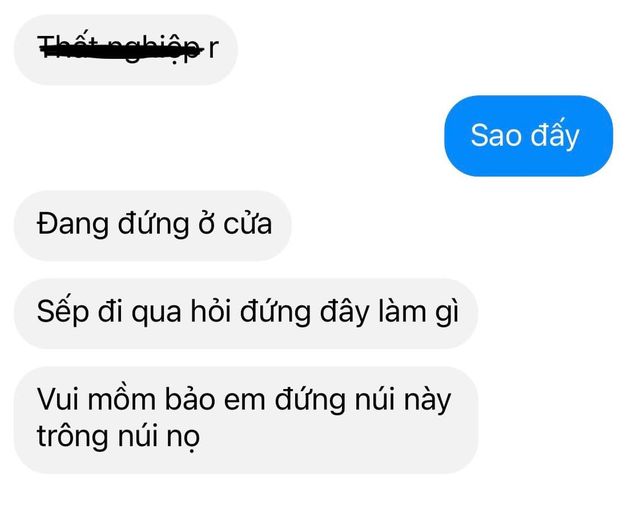 Thất nghiệp r
Sao đấy
Đang đứng ở cửa
Sếp đi qua hỏi đứng đây làm gì
Vui mồm bảo em đứng núi này
trông núi nọ